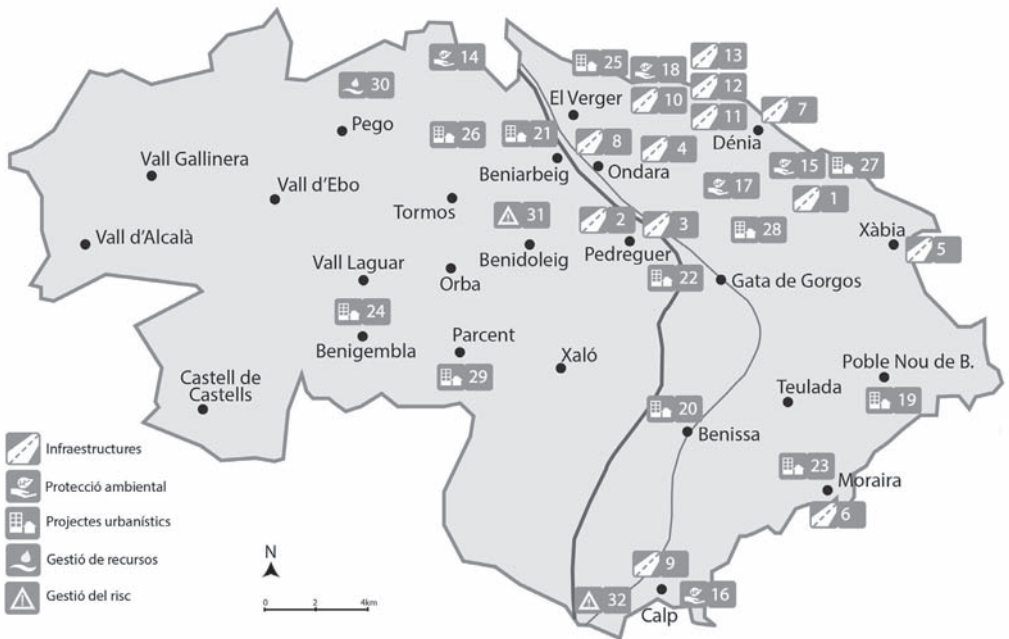 14
25
18
13
30
El Verger
10
12
7
Pego
26
21
8
4
11
Dénia
Vall Gallinera
Beniarbeig
Ondara
15
27
Vall d'Ebo
Tormos
17
1
31
2
3
28
Xàbia
Vall d'Alcalà
Benidoleig
Pedreguer
5
Vall Laguar
Orba
22
Gata de Gorgos
24
Benigembla
Parcent
Xaló
Poble Nou de B.
Castell de
Castells
29
Teulada
19
20
Benissa
Infraestructures
23
Moraira
Protecció ambiental
6
Projectes urbanístics
Gestió de recursos
N
9
Gestió del risc
0 2 4km
32
Calp
16